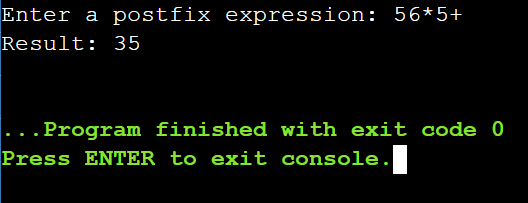 Enter a postfix expression: 56*5+
Result: 35
...Program finished with exit code 0
Press ENTER to exit console.